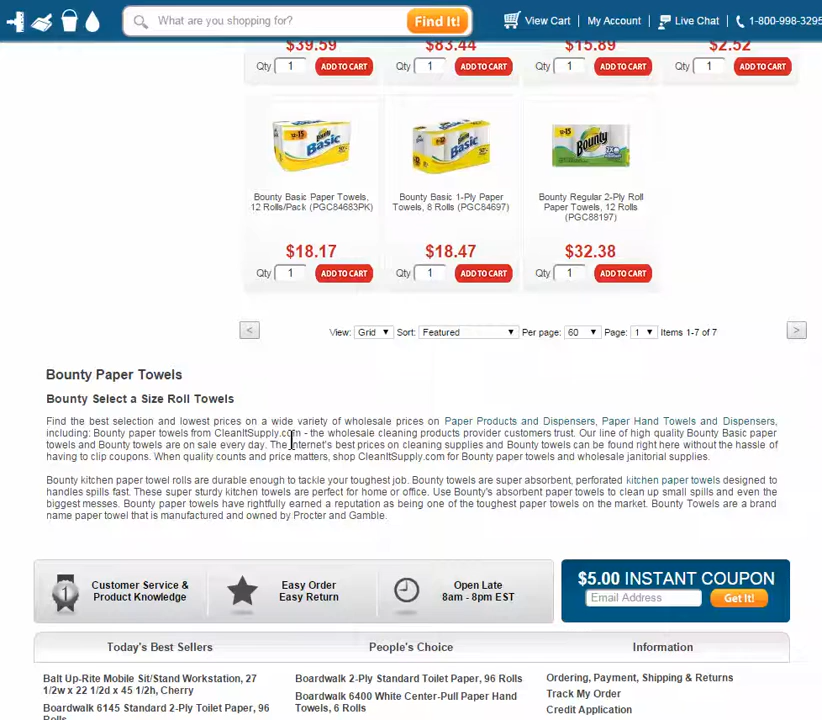 What are you shopping for?
Find It!
View Cart
My Account
Live Chat
1-800-998-3295
$39.59
$83.44
$15.89
$2.52
Qty 1 ADD TO CART
Qty 1 ADD TO CART
Qty 1 ADD TO CART
Qty 1 ADD TO CART
Bounty
Basic
Bounty
Basic
Bounty
Bounty Basic Paper Towels,
12 Rolls/Pack (PGC84683PK)
Bounty Basic 1-Ply Paper
Towels, 8 Rolls (PGC84697)
Bounty Regular 2-Ply Roll
Paper Towels, 12 Rolls
(PGC88197)
$18.17
$18.47
$32.38
Qty 1 ADD TO CART
Qty 1 ADD TO CART
Qty 1 ADD TO CART
< View: Grid Sort: Featured Per page: 60 Page: 1 Items 1-7 of 7 >
Bounty Paper Towels
Bounty Select a Size Roll Towels
Find the best selection and lowest prices on a wide variety of wholesale prices on Paper Products and Dispensers, Paper Hand Towels and Dispensers,
including: Bounty paper towels from CleanItSupply.com - the wholesale cleaning products provider customers trust. Our line of high quality Bounty Basic paper
towels and Bounty towels are on sale every day. The Internet's best prices on cleaning supplies and Bounty towels can be found right here without the hassle of
having to clip coupons. When quality counts and price matters, shop CleanItSupply.com for Bounty paper towels and wholesale janitorial supplies.
Bounty kitchen paper towel rolls are durable enough to tackle your toughest job. Bounty towels are super absorbent, perforated kitchen paper towels designed to
handles spills fast. These super sturdy kitchen towels are perfect for home or office. Use Bounty's absorbent paper towels to clean up small spills and even the
biggest messes. Bounty paper towels have rightfully earned a reputation as being one of the toughest paper towels on the market. Bounty Towels are a brand
name paper towel that is manufactured and owned by Procter and Gamble.
1
Customer Service &
Product Knowledge
Easy Order
Easy Return
Open Late
8am - 8pm EST
$5.00 INSTANT COUPON
Email Address
Get It!
Today's Best Sellers
People's Choice
Information
Balt Up-Rite Mobile Sit/Stand Workstation, 27
1/2w x 22 1/2d x 45 1/2h, Cherry
Boardwalk 6145 Standard 2-Ply Toilet Paper, 96
Rolls
Boardwalk 2-Ply Standard Toilet Paper, 96 Rolls
Boardwalk 6400 White Center-Pull Paper Hand
Towels, 6 Rolls
Ordering, Payment, Shipping & Returns
Track My Order
Credit Application